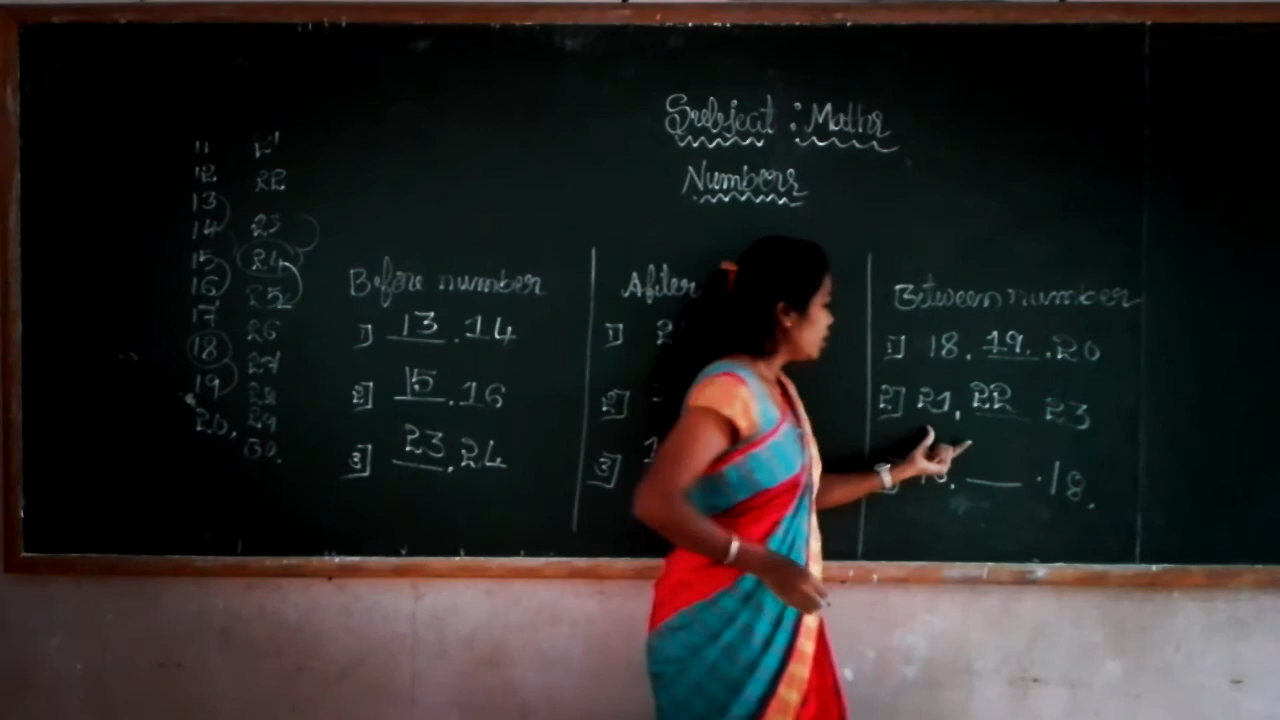 Subject : Maths
Numbers
11 21
12 22
13
14 23
15 24
16 25
17 26
18 27
19 28
20, 29
30.
Before number
1] 13 . 14
2] 15 . 16
3] 23 , 24
After
1] 2
2]
3] 1
Between number
1] 18 . 19 . 20
2] 21 , 22 23
___ . 18.